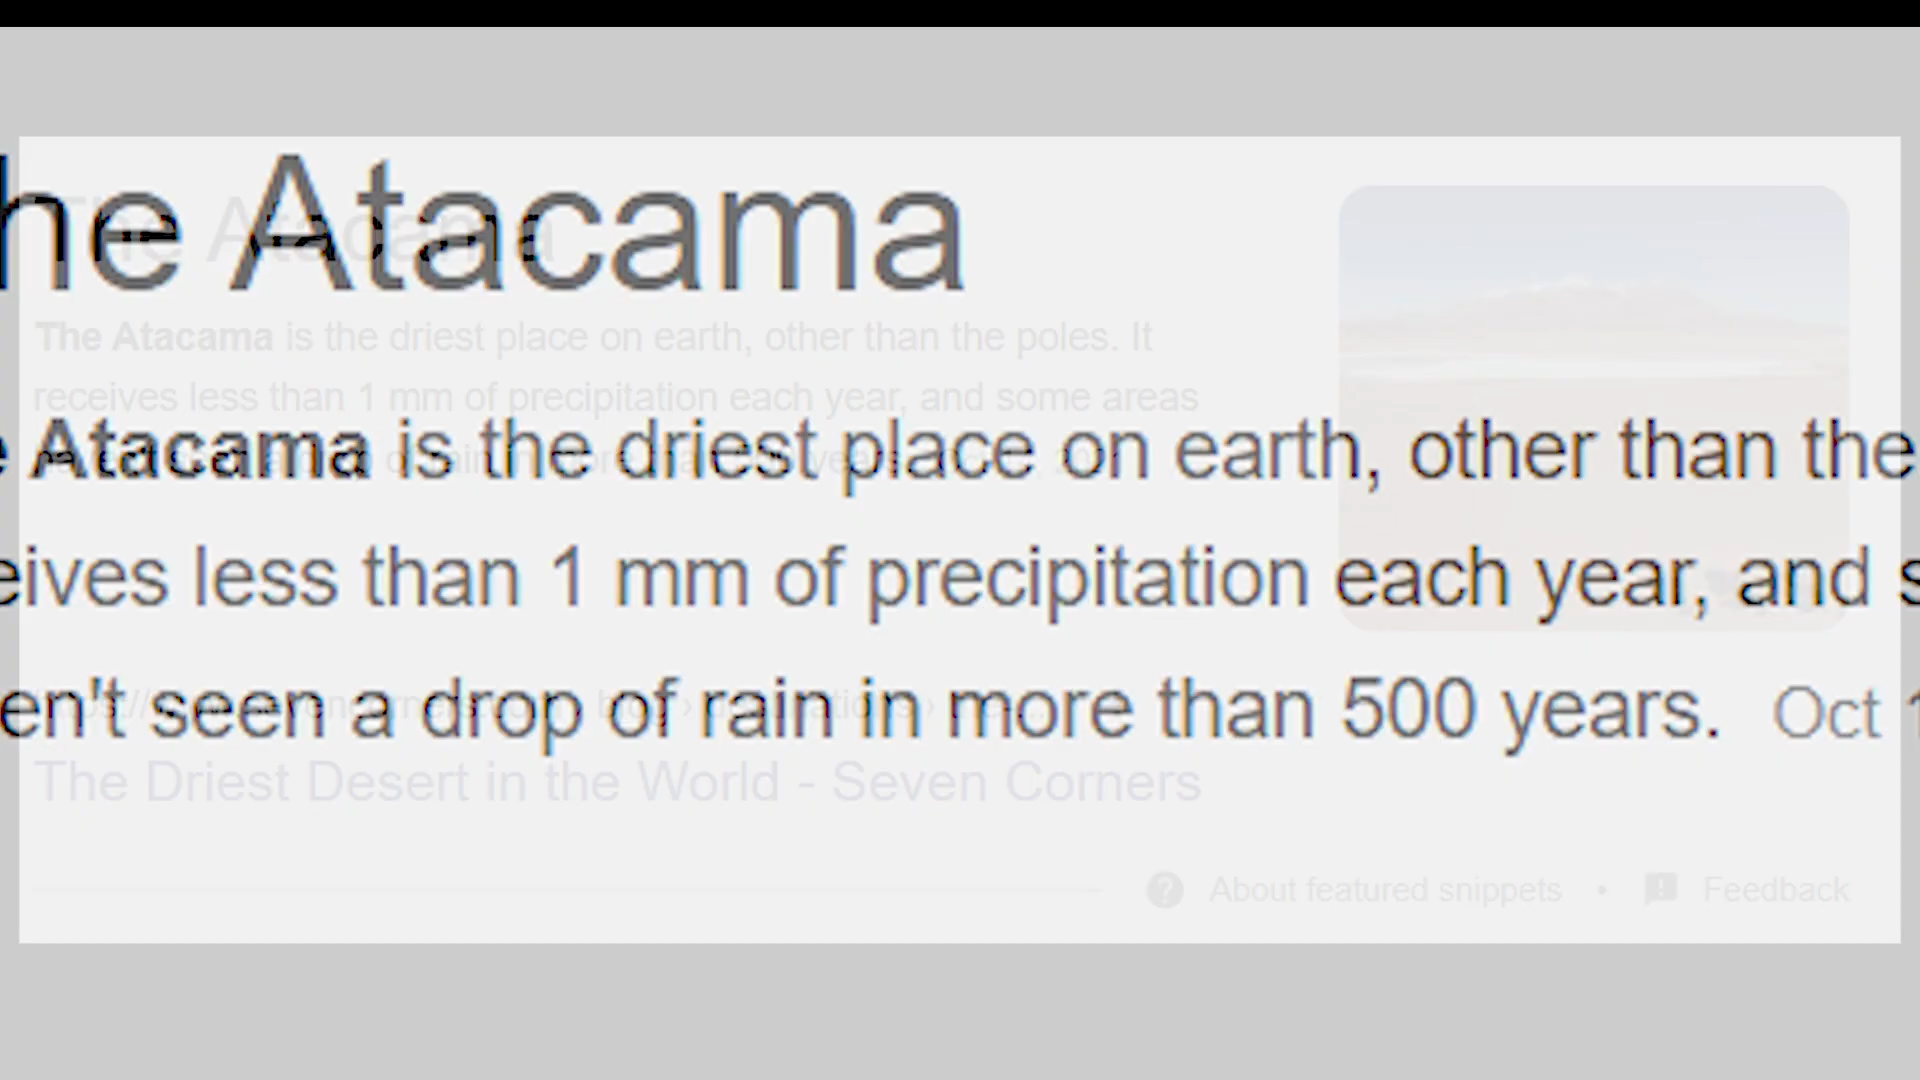 he Atacama
The Atacama
The Atacama is the driest place on earth, other than the poles. It
receives less than 1 mm of precipitation each year, and some areas
e Atacama is the driest place on earth, other than the
eives less than 1 mm of precipitation each year, and s
en't seen a drop of rain in more than 500 years. Oct 1
The Driest Desert in the World - Seven Corners
About featured snippets • Feedback